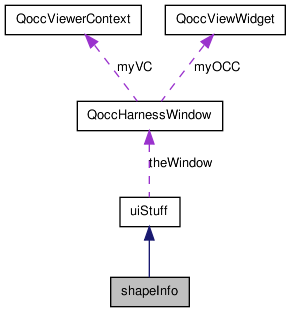 QoccViewerContext
QoccViewWidget
myVC
myOCC
QoccHarnessWindow
theWindow
uiStuff
shapeInfo